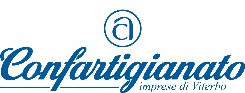 a
Confartigianato
imprese di Viterbo